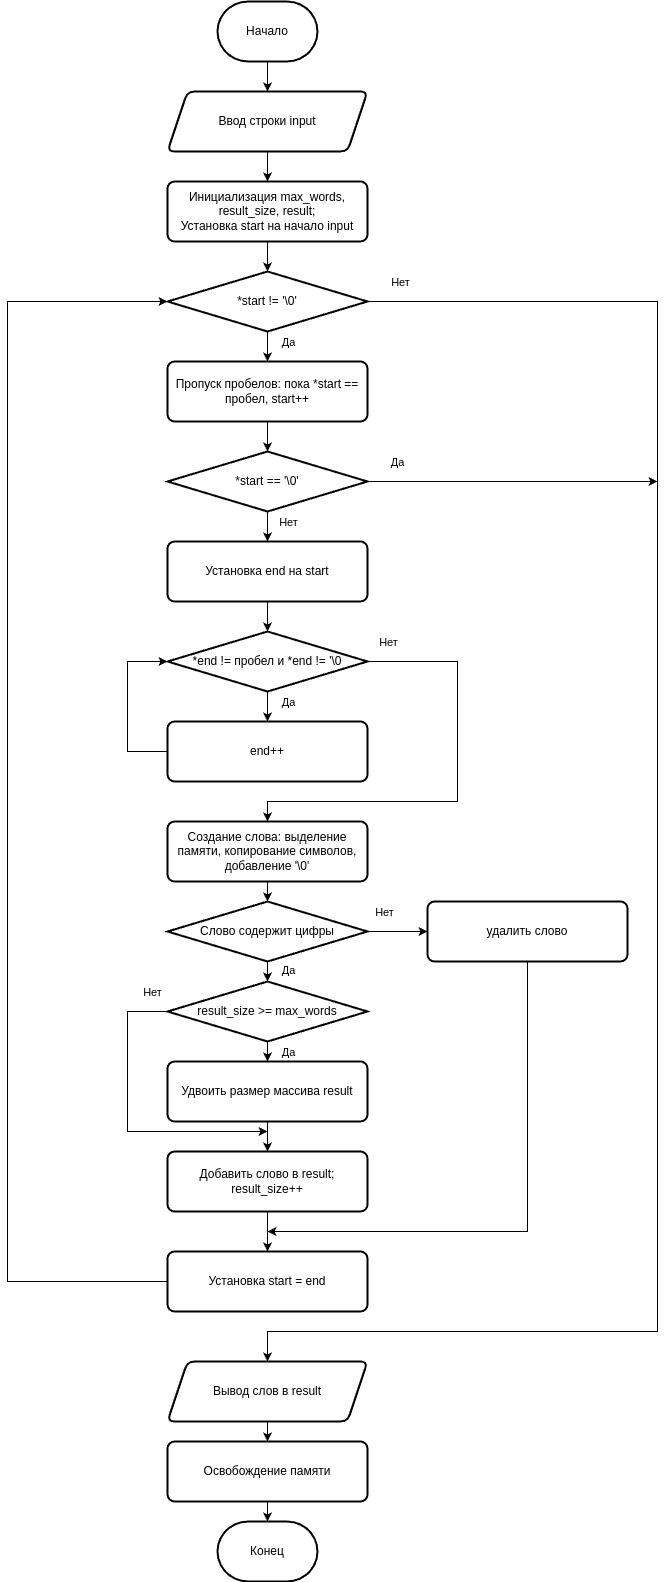 Начало
Ввод строки input
Инициализация max_words,
result_size, result;
Установка start на начало input
Нет
*start != '\0'
Да
Пропуск пробелов: пока *start ==
пробел, start++
Да
*start == '\0'
Нет
Установка end на start
Нет
*end != пробел и *end != '\0
Да
end++
Создание слова: выделение
памяти, копирование символов,
добавление '\0'
Нет
Слово содержит цифры
удалить слово
Да
Нет
result_size >= max_words
Да
Удвоить размер массива result
Добавить слово в result;
result_size++
Установка start = end
Вывод слов в result
Освобождение памяти
Конец